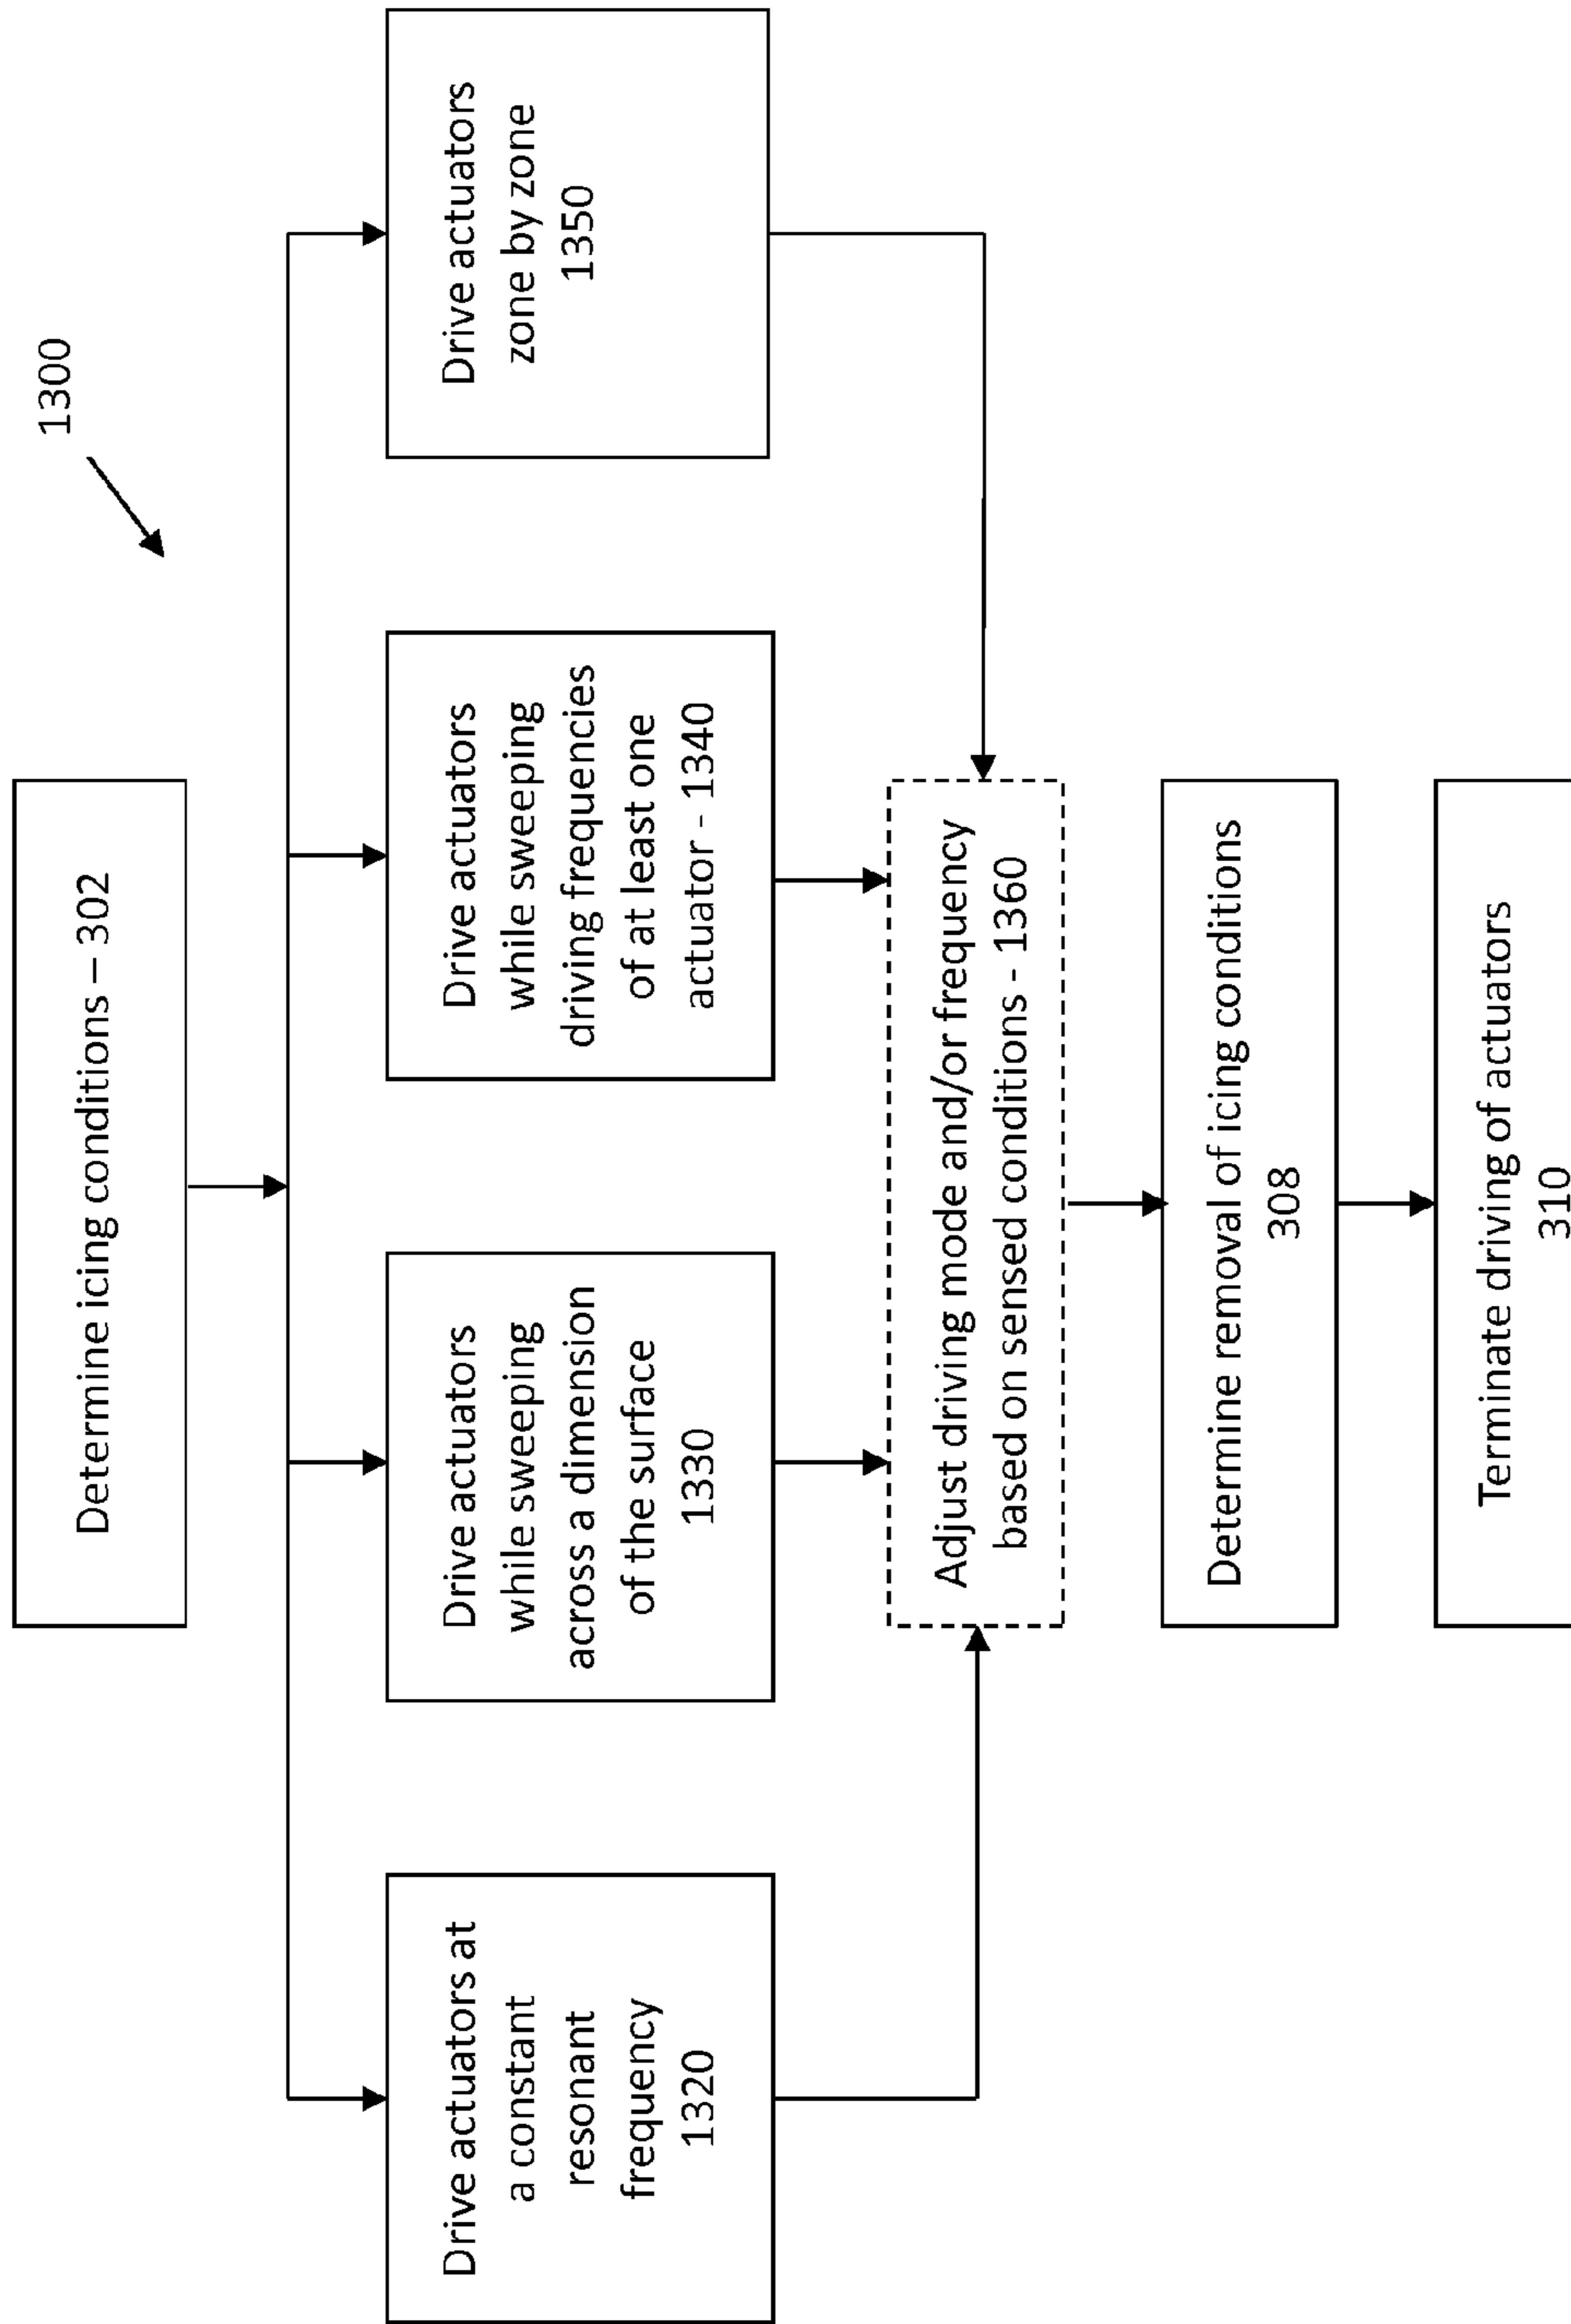 1300
Determine icing conditions – 302
Drive actuators at
a constant
resonant
frequency
1320
Drive actuators
while sweeping
across a dimension
of the surface
1330
Drive actuators
while sweeping
driving frequencies
of at least one
actuator - 1340
Drive actuators
zone by zone
1350
Adjust driving mode and/or frequency
based on sensed conditions - 1360
Determine removal of icing conditions
308
Terminate driving of actuators
310